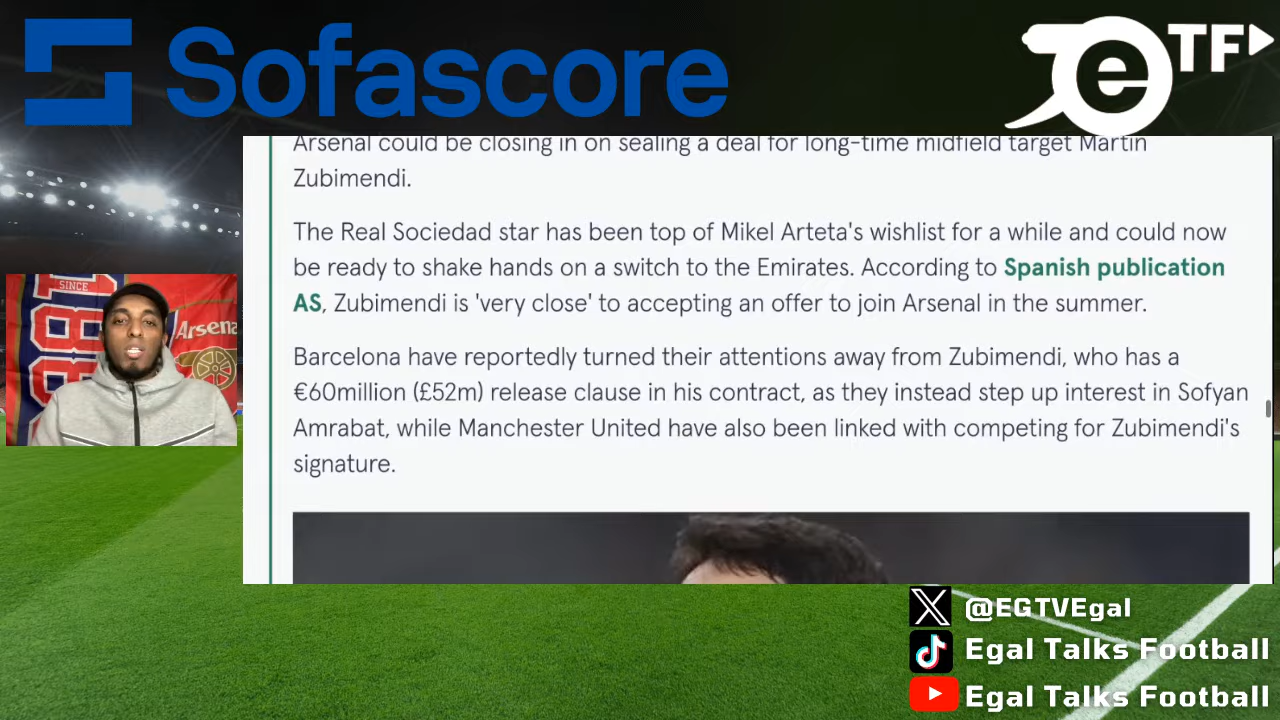 Sofascore
eTF
Arsenal could be closing in on sealing a deal for long-time midfield target Martin
Zubimendi.
The Real Sociedad star has been top of Mikel Arteta's wishlist for a while and could now
be ready to shake hands on a switch to the Emirates. According to Spanish publication
AS, Zubimendi is 'very close' to accepting an offer to join Arsenal in the summer.
SINCE
Arsena
Barcelona have reportedly turned their attentions away from Zubimendi, who has a
€60million (£52m) release clause in his contract, as they instead step up interest in Sofyan
Amrabat, while Manchester United have also been linked with competing for Zubimendi's
signature.
@EGTVEgal
Egal Talks Football
Egal Talks Football